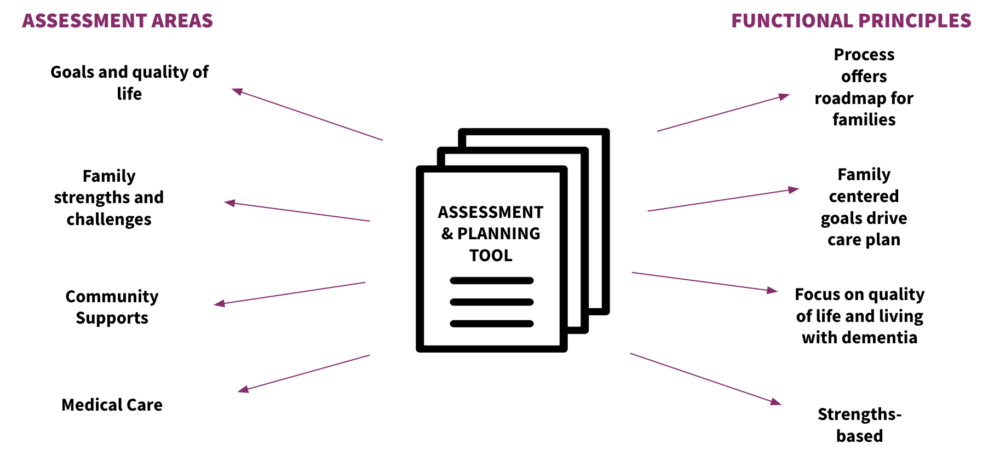 ASSESSMENT AREAS
Goals and quality of
life
Family
strengths and
challenges
Community
Supports
Medical Care
ASSESSMENT
& PLANNING
TOOL
FUNCTIONAL PRINCIPLES
Process
offers
roadmap for
families
Family
centered
goals drive
care plan
Focus on quality
of life and living
with dementia
Strengths-
based